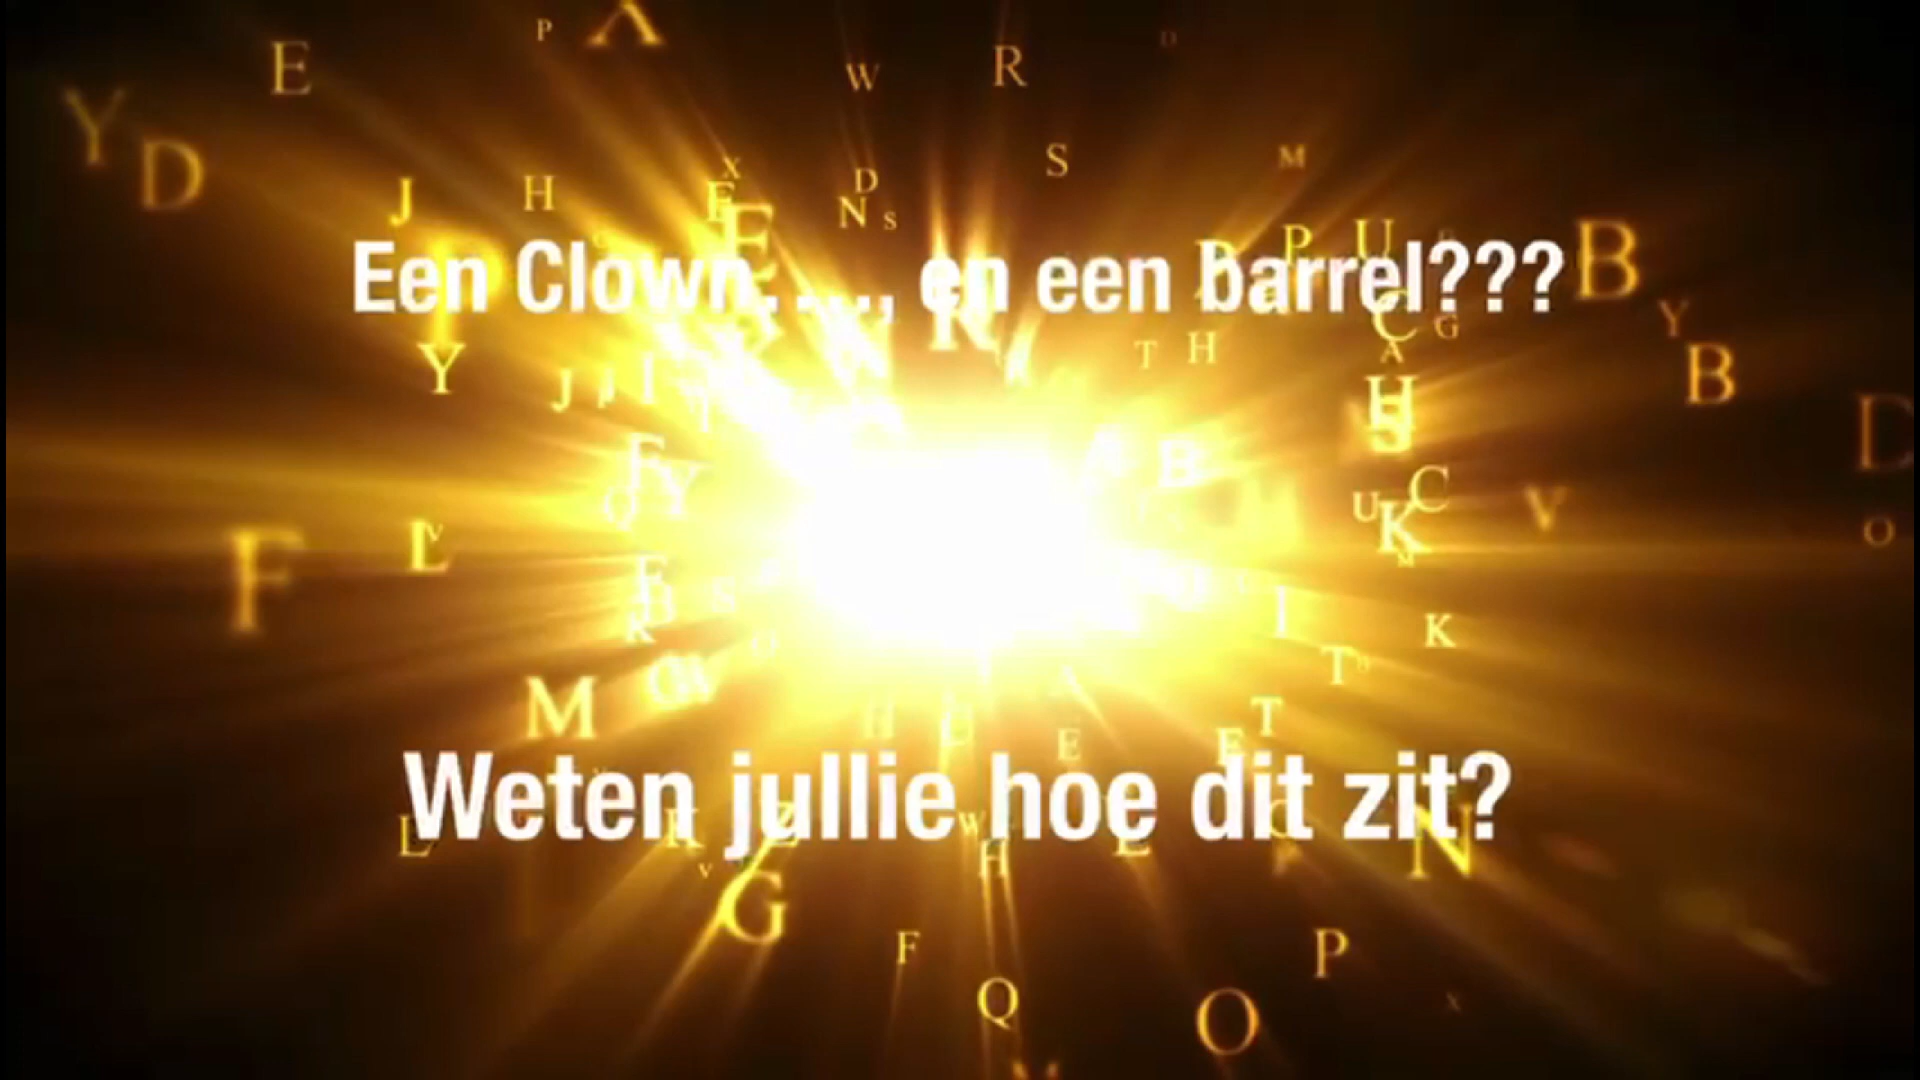 Een Clown....., en een barrel???
Weten jullie hoe dit zit?